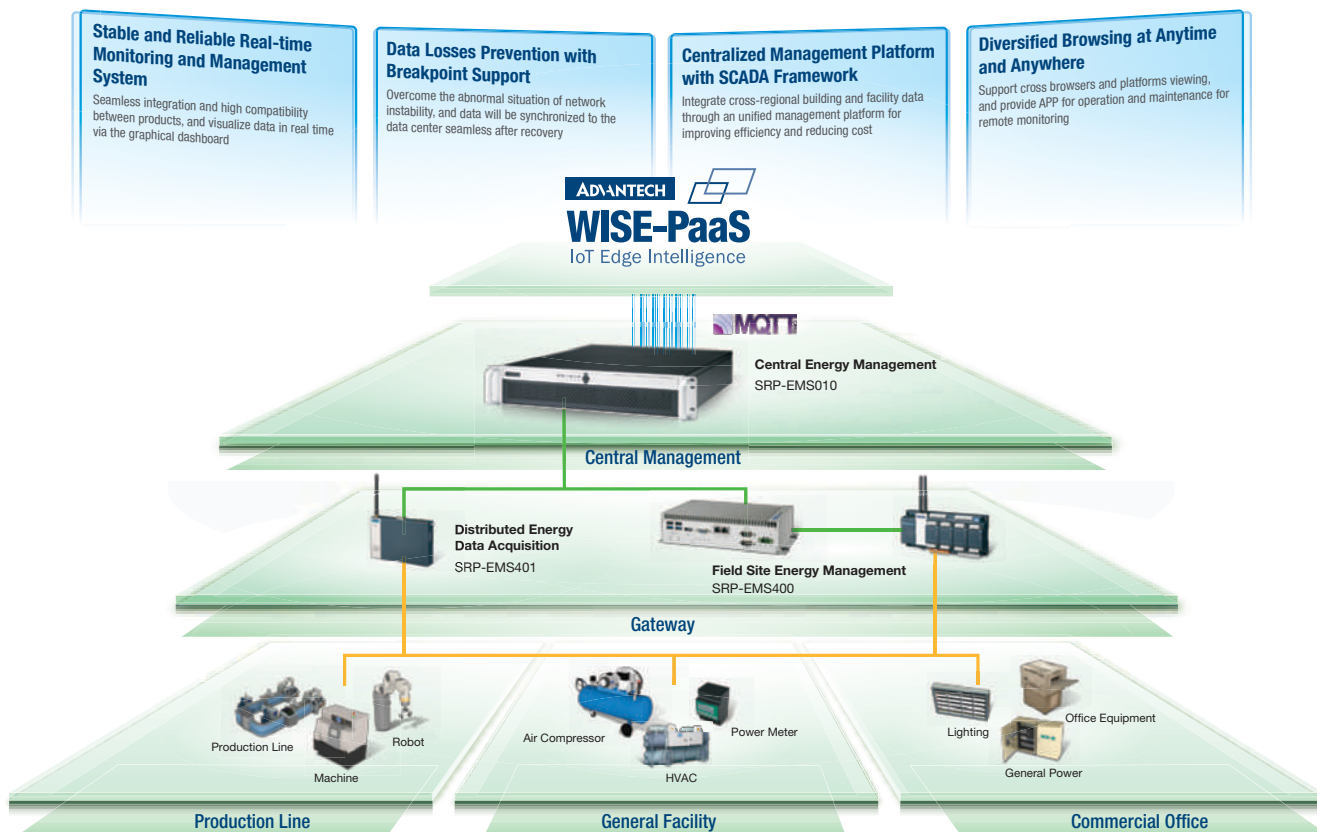 Stable and Reliable Real-time
Monitoring and Management
System
Seamless integration and high compatibility
between products, and visualize data in real time
via the graphical dashboard
Data Losses Prevention with
Breakpoint Support
Overcome the abnormal situation of network
instability, and data will be synchronized to the
data center seamless after recovery
Centralized Management Platform
with SCADA Framework
Integrate cross-regional building and facility data
through an unified management platform for
improving efficiency and reducing cost
Diversified Browsing at Anytime
and Anywhere
Support cross browsers and platforms viewing,
and provide APP for operation and maintenance for
remote monitoring
ADVANTECH
WISE-PaaS
IoT Edge Intelligence
MQTT
Central Energy Management
SRP-EMS010
Central Management
Distributed Energy
Data Acquisition
SRP-EMS401
Field Site Energy Management
SRP-EMS400
Gateway
Production Line
Robot
Machine
Air Compressor
Power Meter
HVAC
Lighting
Office Equipment
General Power
Production Line
General Facility
Commercial Office